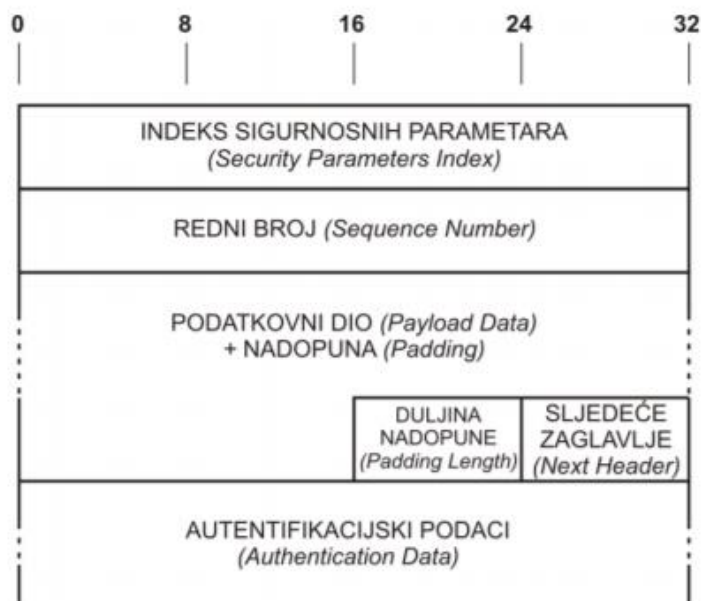 0 8 16 24 32
INDEKS SIGURNOSNIH PARAMETARA
(Security Parameters Index)
REDNI BROJ (Sequence Number)
PODATKOVNI DIO (Payload Data)
+ NADOPUNA (Padding)
DULJINA
NADOPUNE
(Padding Length)
SLJEDEĆE
ZAGLAVLJE
(Next Header)
AUTENTIFIKACIJSKI PODACI
(Authentication Data)